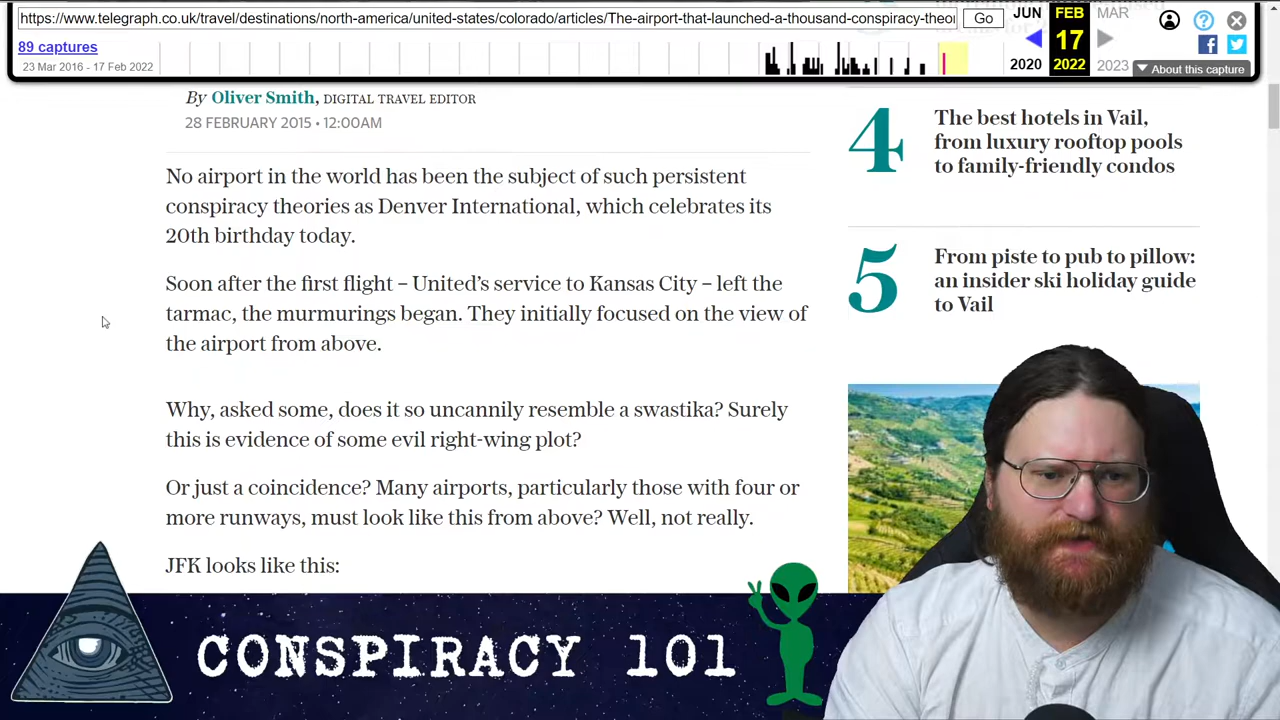 https://www.telegraph.co.uk/travel/destinations/north-america/united-states/colorado/articles/The-airport-that-launched-a-thousand-conspiracy-theo
Go
JUN
FEB
MAR
89 captures
17
23 Mar 2016 - 17 Feb 2022
2020
2022
2023
About this capture
By Oliver Smith, DIGITAL TRAVEL EDITOR
28 FEBRUARY 2015 • 12:00AM
No airport in the world has been the subject of such persistent
conspiracy theories as Denver International, which celebrates its
20th birthday today.
Soon after the first flight – United's service to Kansas City – left the
tarmac, the murmurings began. They initially focused on the view of
the airport from above.
Why, asked some, does it so uncannily resemble a swastika? Surely
this is evidence of some evil right-wing plot?
Or just a coincidence? Many airports, particularly those with four or
more runways, must look like this from above? Well, not really.
JFK looks like this:
4
The best hotels in Vail,
from luxury rooftop pools
to family-friendly condos
5
From piste to pub to pillow:
an insider ski holiday guide
to Vail
CONSPIRACY 101